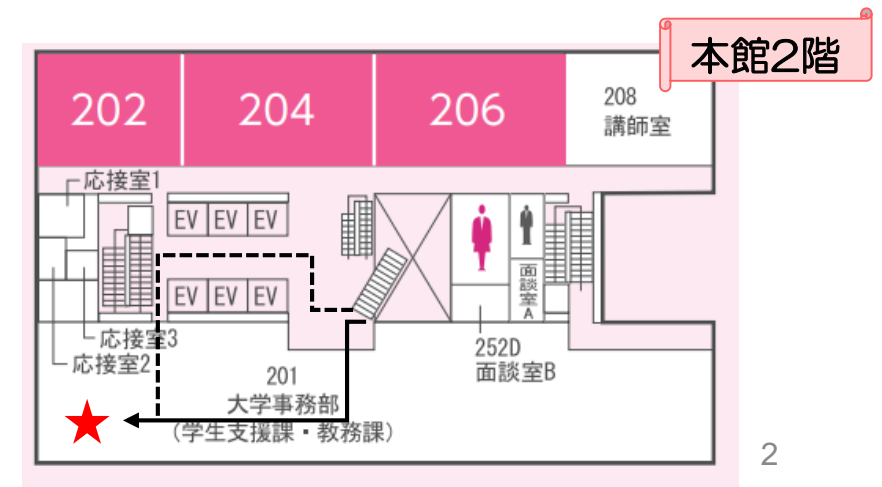 本館2階
202
204
206
208
講師室
応接室1
EV EV EV
EV EV EV
面談室A
応接室3
応接室2
252D
面談室B
201
大学事務部
(学生支援課・教務課)
2